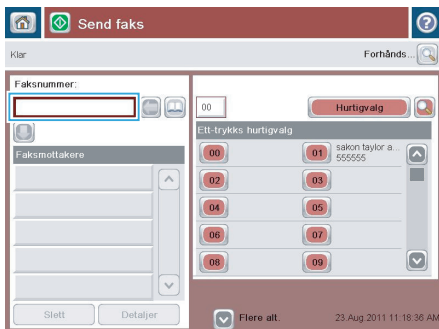 Send faks
Klar
Forhånds...
Faksnummer:
00
Hurtigvalg
Ett-trykks hurtigvalg
Faksmottakere
00
01 sakon taylor a...
555555
02
03
04
05
06
07
08
09
Slett
Detaljer
Flere alt.
23.Aug.2011 11:18:36 AM